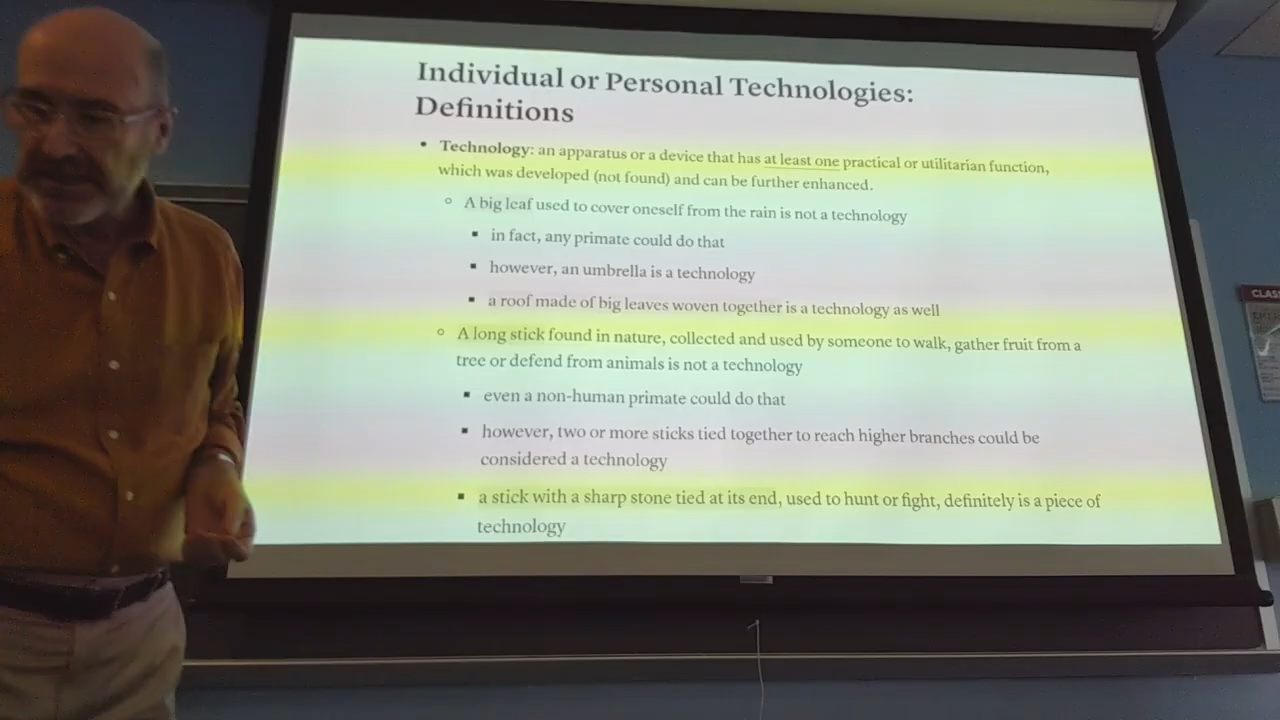 Individual or Personal Technologies:
Definitions
• Technology: an apparatus or a device that has at least one practical or utilitarian function,
which was developed (not found) and can be further enhanced.
◦ A big leaf used to cover oneself from the rain is not a technology
▪ in fact, any primate could do that
▪ however, an umbrella is a technology
▪ a roof made of big leaves woven together is a technology as well
◦ A long stick found in nature, collected and used by someone to walk, gather fruit from a
tree or defend from animals is not a technology
▪ even a non-human primate could do that
▪ however, two or more sticks tied together to reach higher branches could be
considered a technology
▪ a stick with a sharp stone tied at its end, used to hunt or fight, definitely is a piece of
technology
CLAS